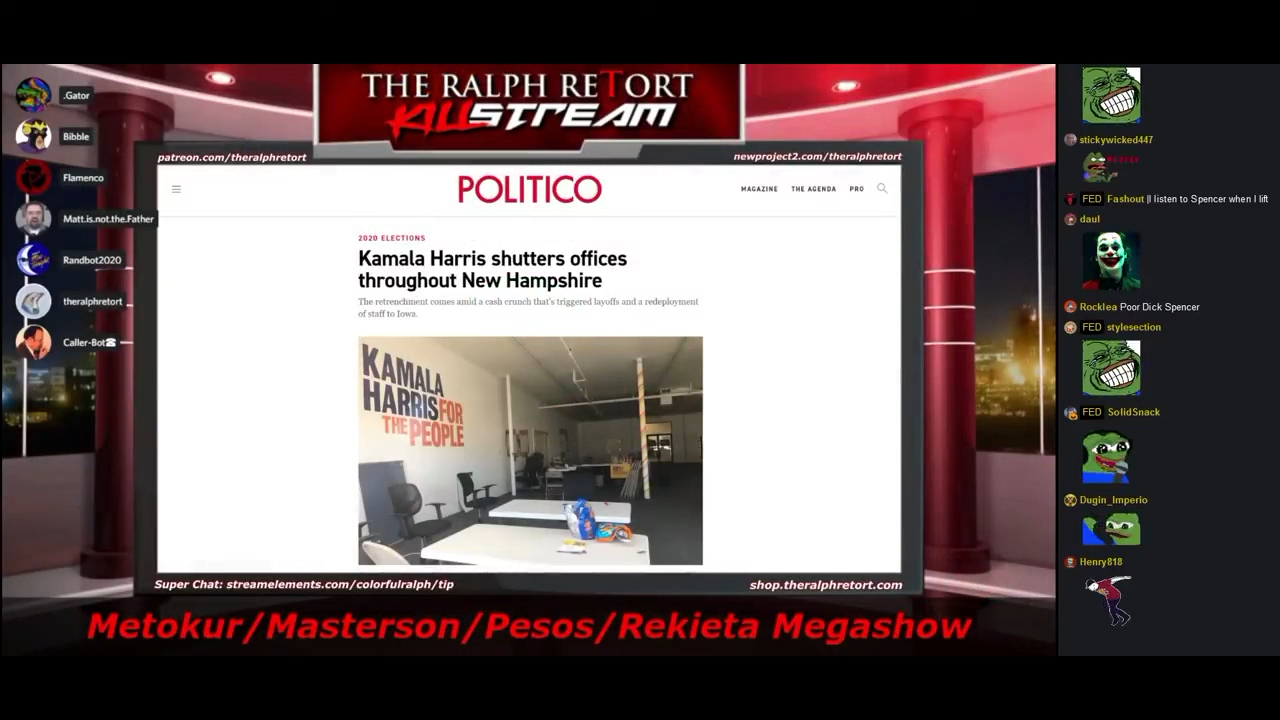 THE RALPH RETORT
KILLSTREAM
patreon.com/theralphretort
newproject2.com/theralphretort
.Gator
Bibble
Flamenco
Matt.is.not.the.Father
Randbot2020
theralphretort
Caller-Bot☎
POLITICO
MAGAZINE THE AGENDA PRO
2020 ELECTIONS
Kamala Harris shutters offices
throughout New Hampshire
The retrenchment comes amid a cash crunch that's triggered layoffs and a redeployment
of staff to Iowa.
KAMALA
HARRIS FOR
THE PEOPLE
Super Chat: streamelements.com/colorfulralph/tip
shop.theralphretort.com
Metokur/Masterson/Pesos/Rekieta Megashow
stickywicked447
FED Fashout |I listen to Spencer when I lift
daul
Rocklea Poor Dick Spencer
FED stylesection
FED SolidSnack
Dugin_Imperio
Henry818